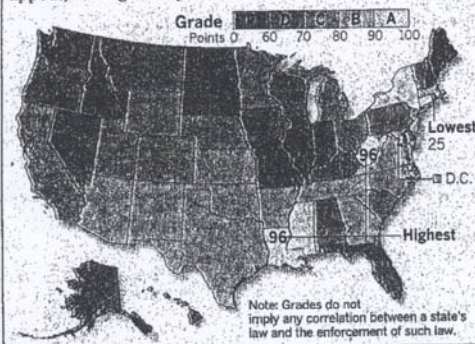 Grade D C B A
Points 0 60 70 80 90 100
Lowest
25
96
D.C.
96
Highest
Note: Grades do not
imply any correlation between a state's
law and the enforcement of such law.